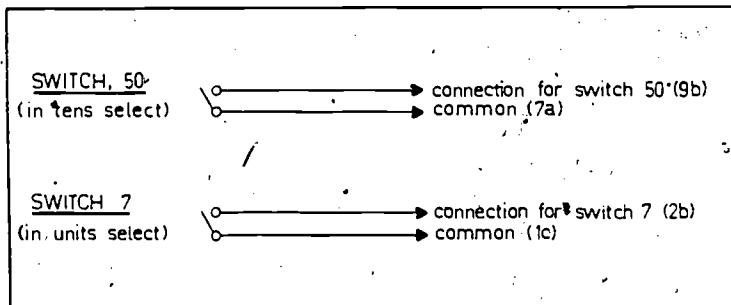 SWITCH, 50
connection for switch 50 (9b)
(in tens select)
common (7a)
SWITCH 7
connection for switch 7 (2b)
(in units select)
common (1c)